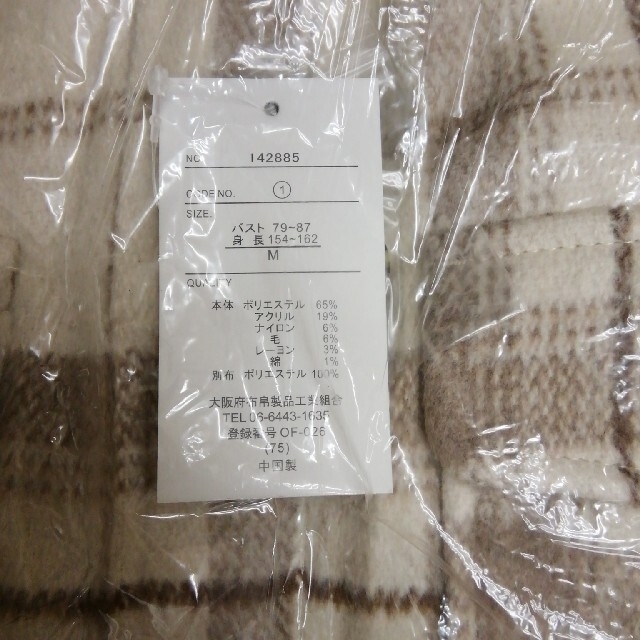 NO. 142885
CODE NO. ①
SIZE.
バスト 79~87
身 長 154~162
M
QUALITY
本体 ポリエステル 65%
アクリル 19%
ナイロン 6%
毛 6%
レーヨン 3%
綿 1%
別布 ポリエステル 100%
大阪府布帛製品工業組合
TEL 06-6443-1635
登録番号 OF-026
(75)
中国製